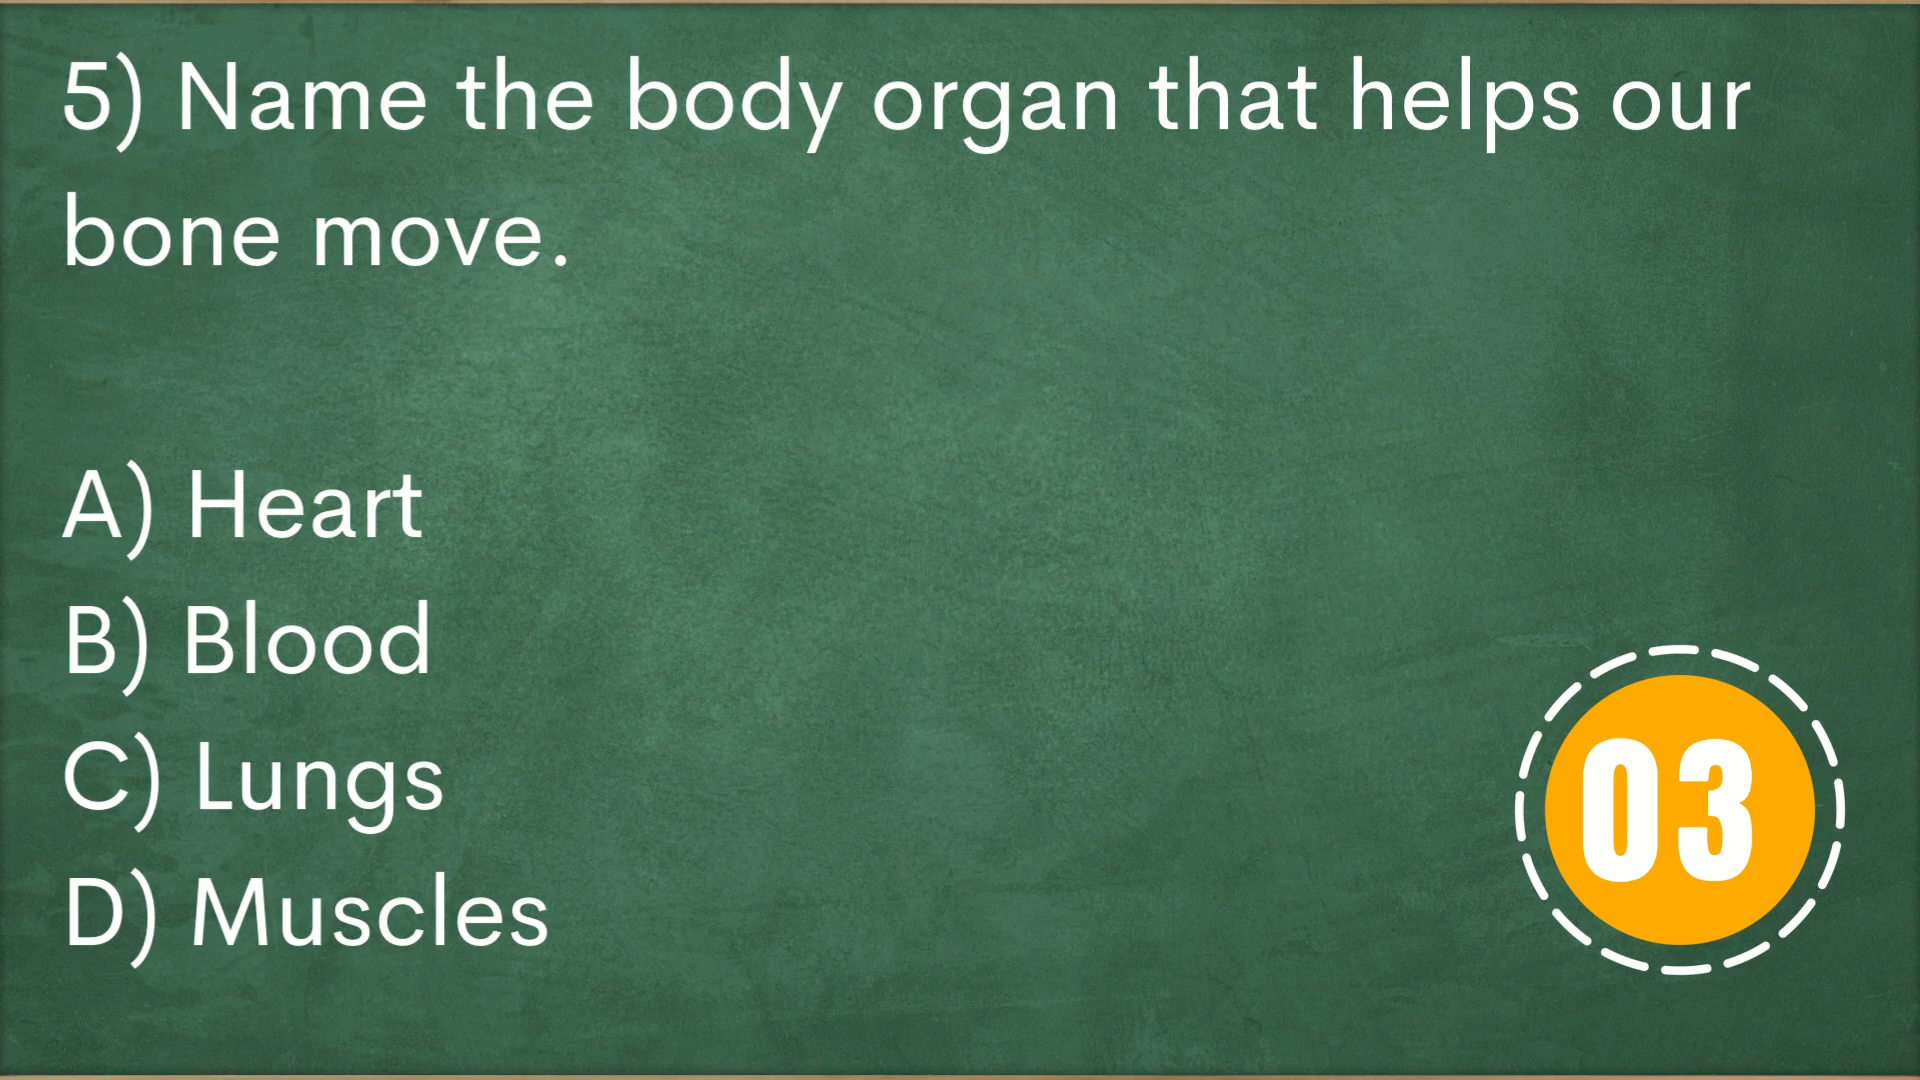 5) Name the body organ that helps our
bone move.
A) Heart
B) Blood
C) Lungs
D) Muscles
03